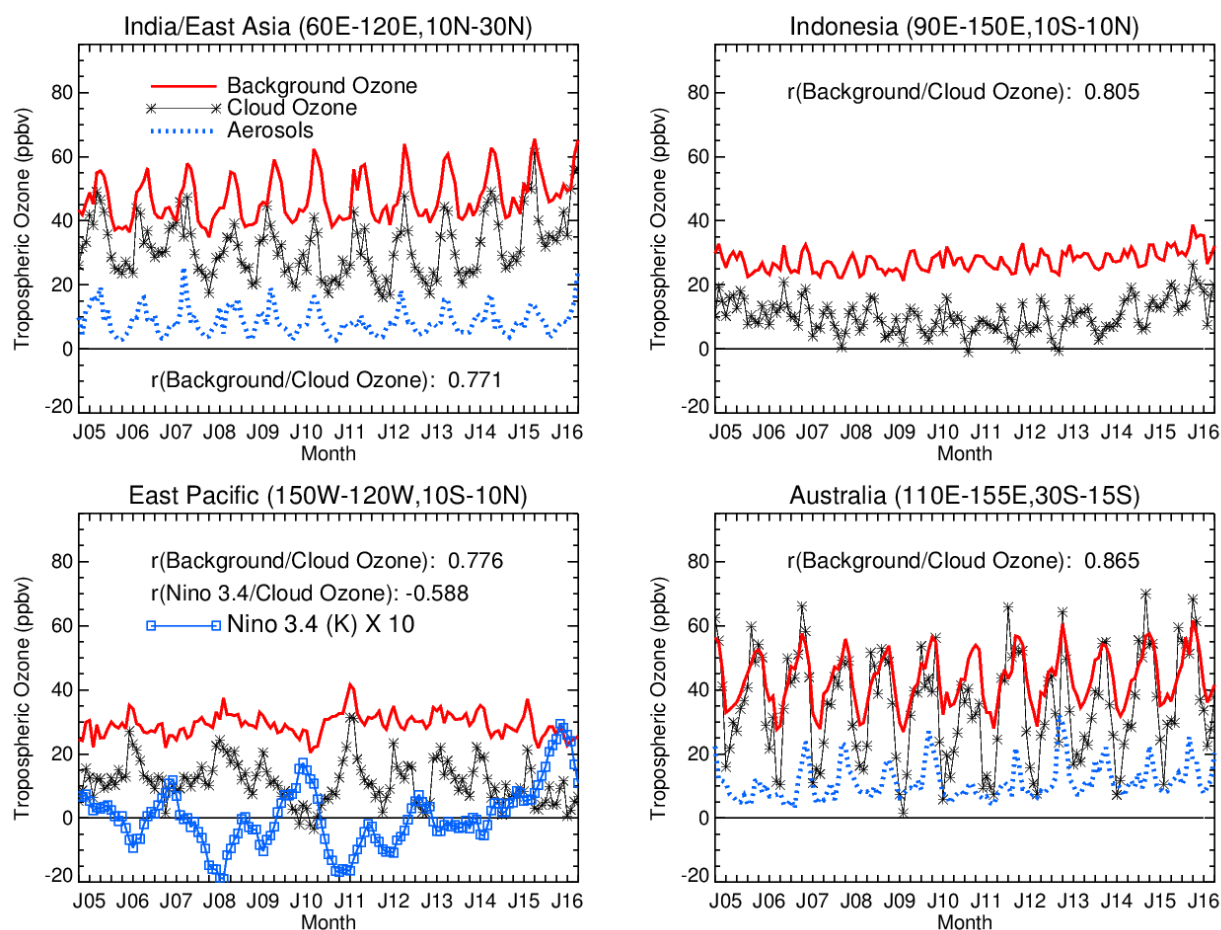 India/East Asia (60E-120E,10N-30N)
Tropospheric Ozone (ppbv)
80
60
40
20
0
-20
Background Ozone
Cloud Ozone
Aerosols
r(Background/Cloud Ozone): 0.771
J05 J06 J07 J08 J09 J10 J11 J12 J13 J14 J15 J16
Month
Indonesia (90E-150E,10S-10N)
Tropospheric Ozone (ppbv)
80
60
40
20
0
-20
r(Background/Cloud Ozone): 0.805
J05 J06 J07 J08 J09 J10 J11 J12 J13 J14 J15 J16
Month
East Pacific (150W-120W,10S-10N)
Tropospheric Ozone (ppbv)
80
60
40
20
0
-20
r(Background/Cloud Ozone): 0.776
r(Nino 3.4/Cloud Ozone): -0.588
Nino 3.4 (K) X 10
J05 J06 J07 J08 J09 J10 J11 J12 J13 J14 J15 J16
Month
Australia (110E-155E,30S-15S)
Tropospheric Ozone (ppbv)
80
60
40
20
0
-20
r(Background/Cloud Ozone): 0.865
J05 J06 J07 J08 J09 J10 J11 J12 J13 J14 J15 J16
Month